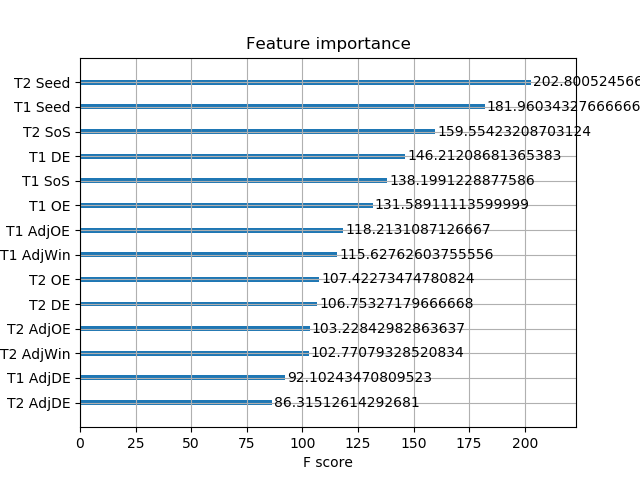 Feature importance
T2 Seed 202.800524566
T1 Seed 181.96034327666666
T2 SoS 159.55423208703124
T1 DE 146.21208681365383
T1 SoS 138.1991228877586
T1 OE 131.58911113599999
T1 AdjOE 118.2131087126667
T1 AdjWin 115.62762603755556
T2 OE 107.42273474780824
T2 DE 106.75327179666668
T2 AdjOE 103.22842982863637
T2 AdjWin 102.77079328520834
T1 AdjDE 92.10243470809523
T2 AdjDE 86.31512614292681
0 25 50 75 100 125 150 175 200
F score